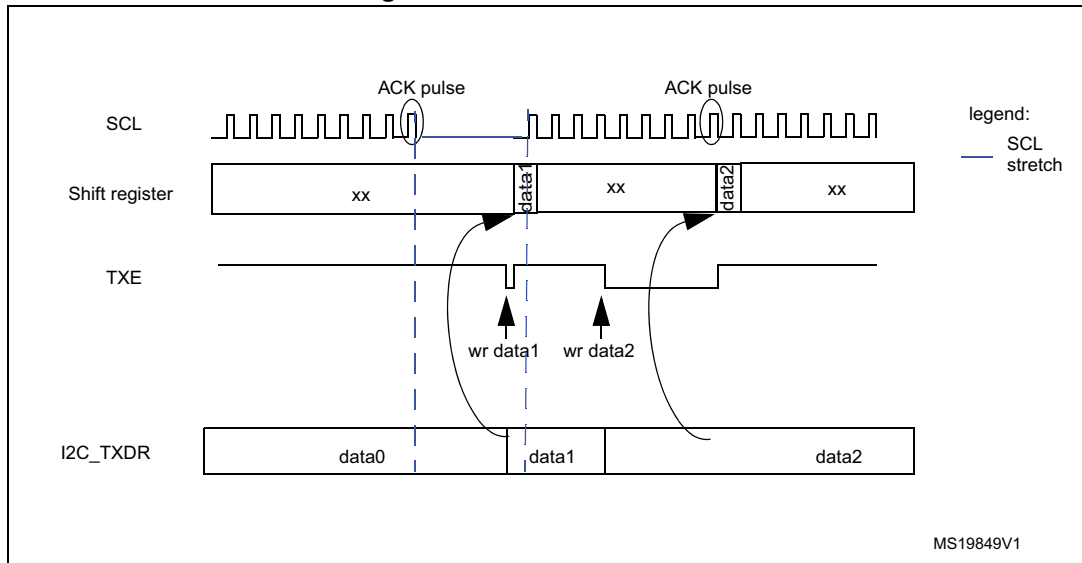 ACK pulse
ACK pulse
legend:
SCL
SCL
stretch
Shift register
xx
data1
xx
data2
xx
TXE
wr data1
wr data2
I2C_TXDR
data0
data1
data2
MS19849V1